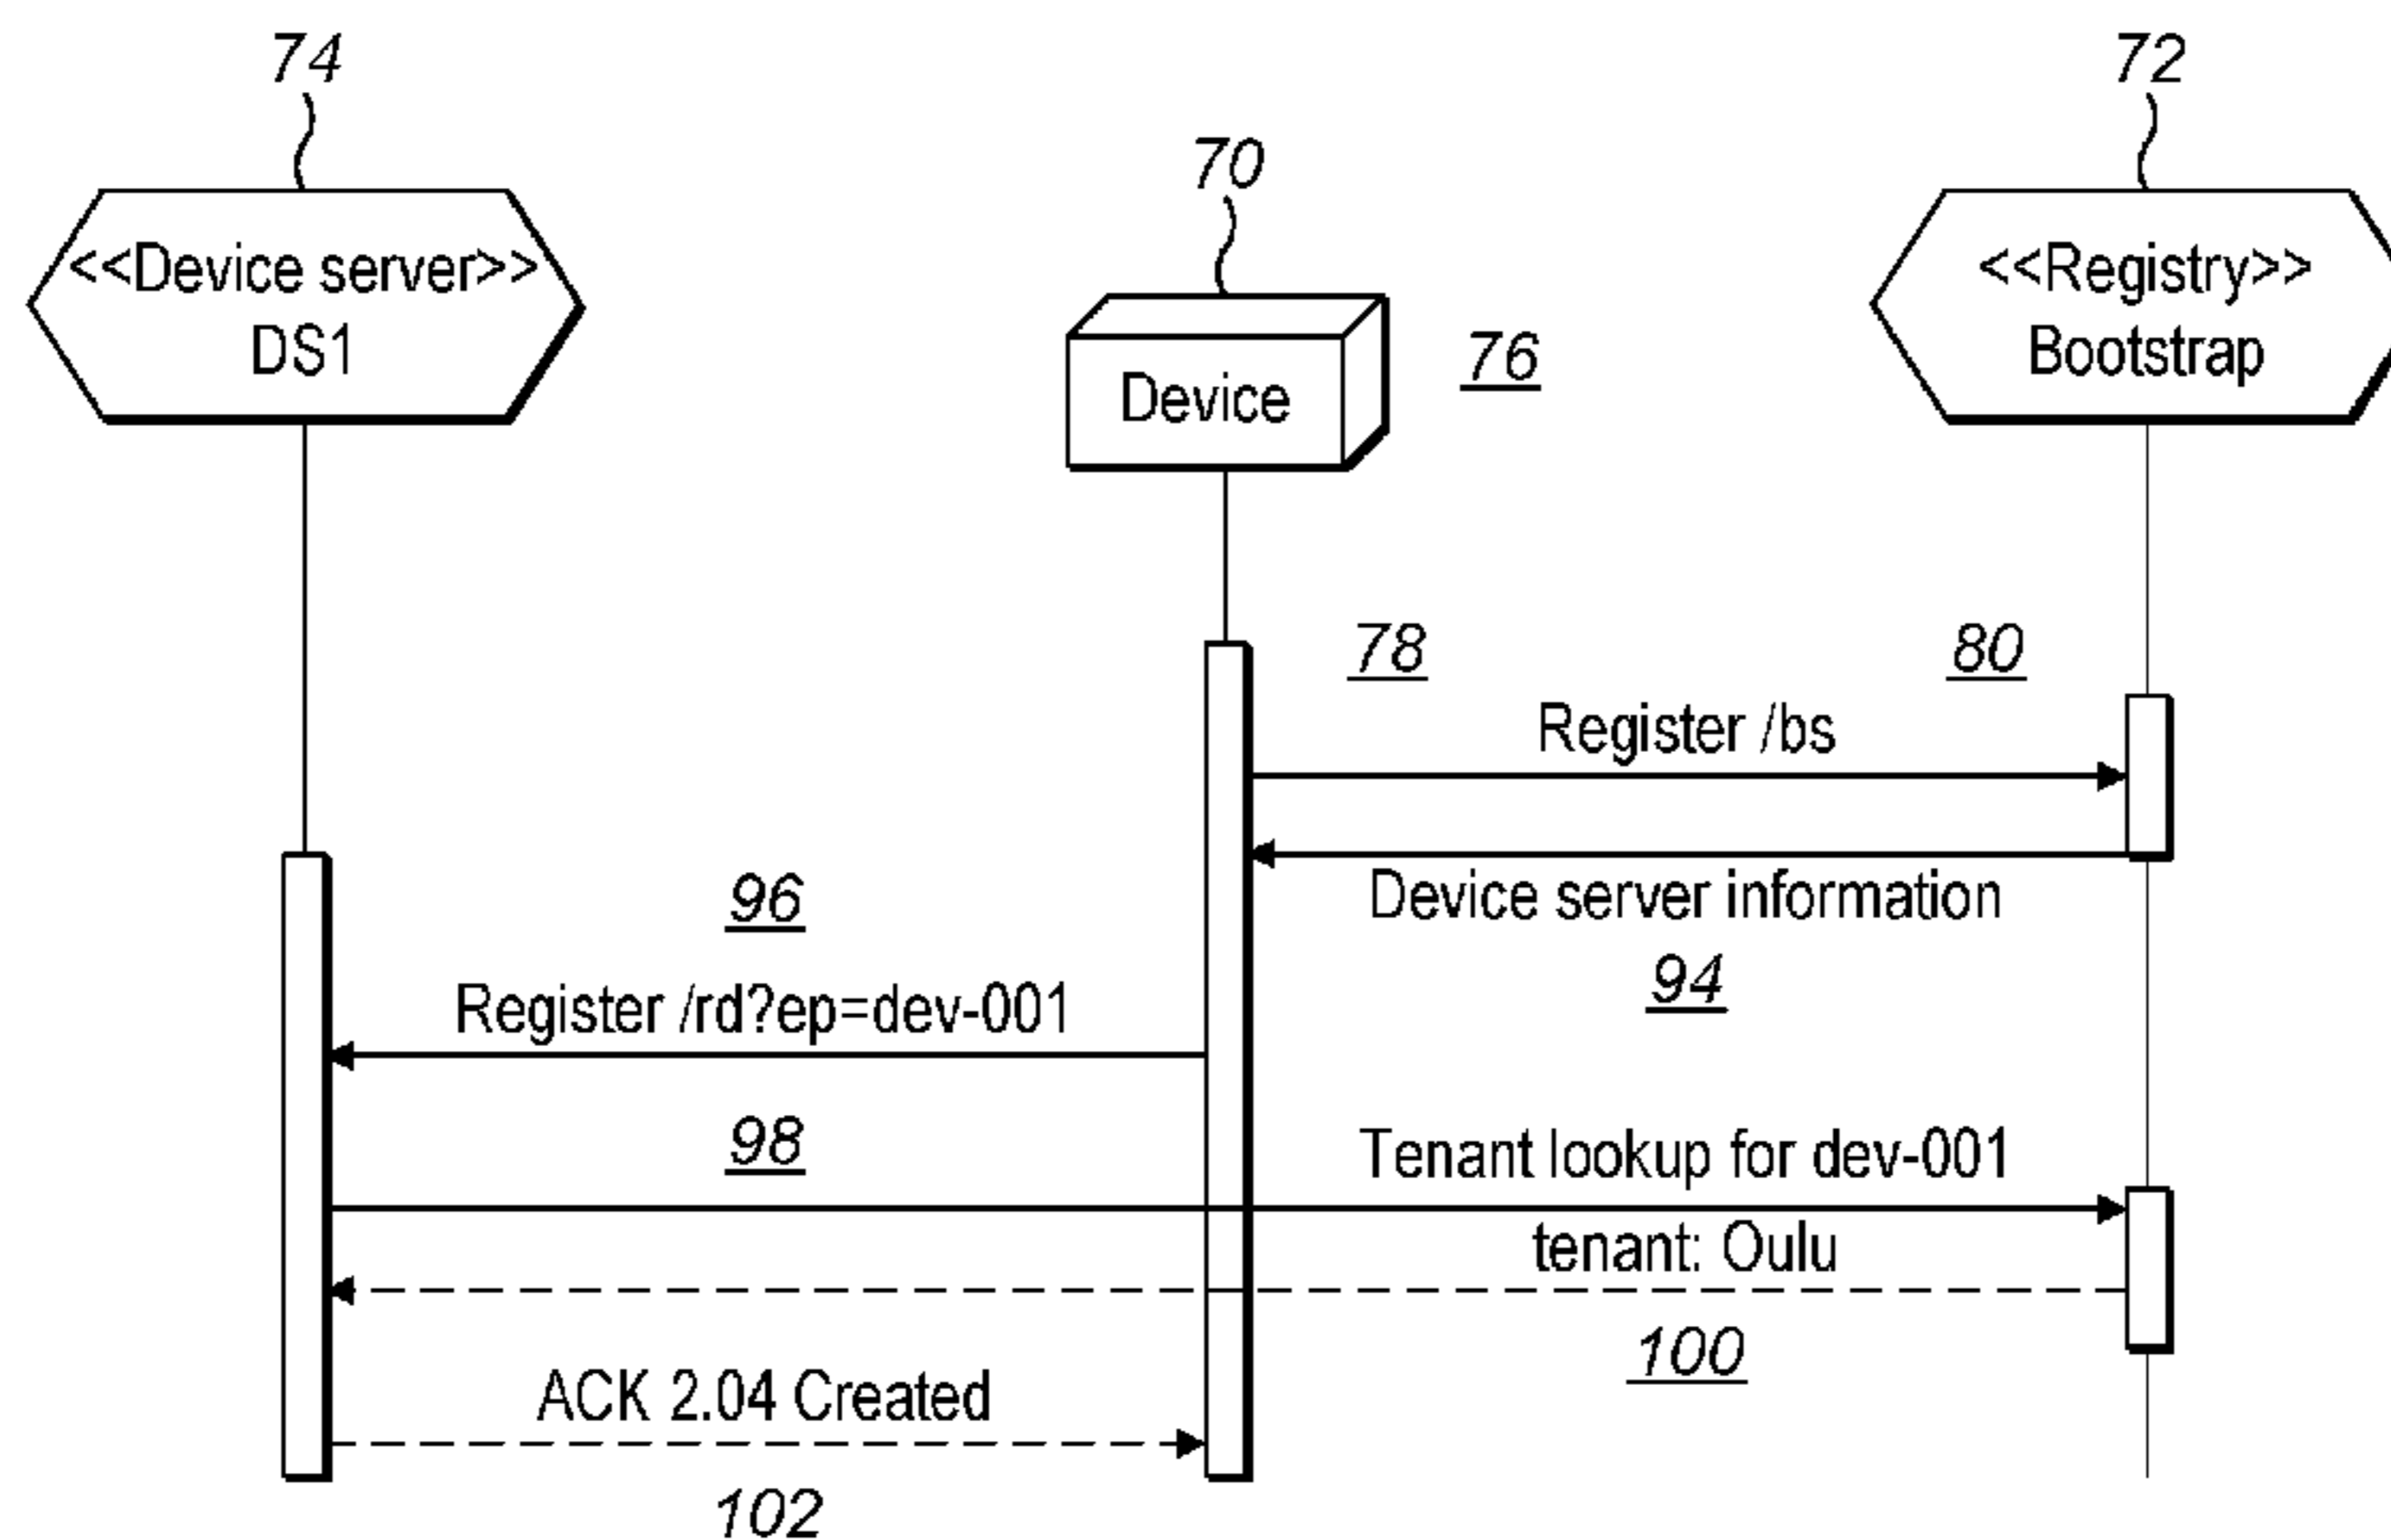 74
72
70
<<Device server>>
DS1
<<Registry>>
Bootstrap
76
Device
78
80
Register /bs
Device server information
94
96
Register /rd?ep=dev-001
98
Tenant lookup for dev-001
tenant: Oulu
100
ACK 2.04 Created
102